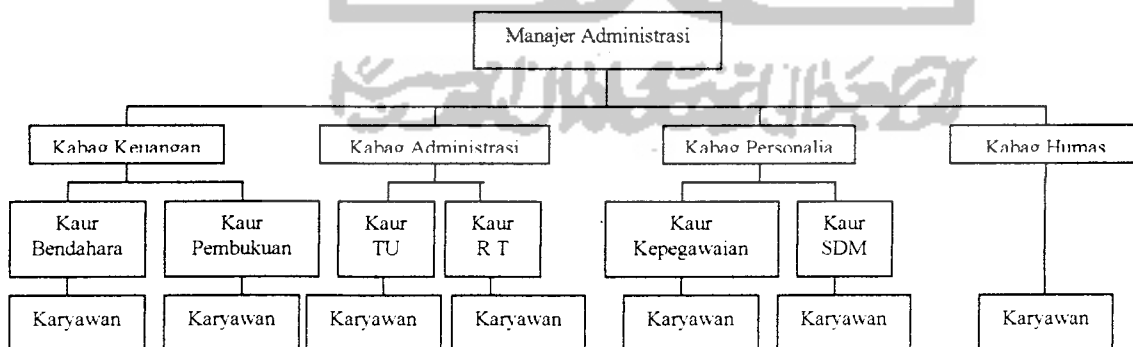 Manajer Administrasi
Kabag Keuangan
Kabag Administrasi
Kabag Personalia
Kabag Humas
Kaur
Bendahara
Kaur
Pembukuan
Kaur
TU
Kaur
R T
Kaur
Kepegawaian
Kaur
SDM
Karyawan
Karyawan
Karyawan
Karyawan
Karyawan
Karyawan
Karyawan